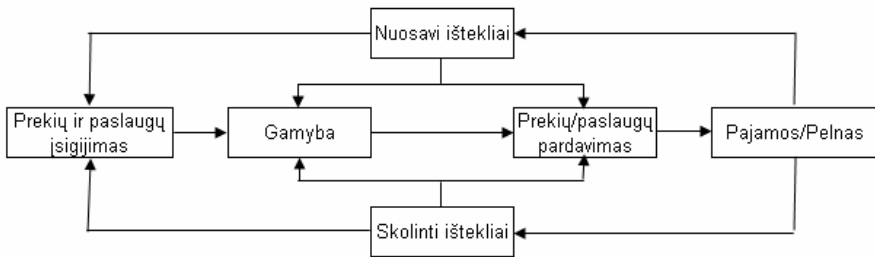 Nuosavi ištekliai
Prekių ir paslaugų
įsigijimas
Gamyba
Prekių/paslaugų
pardavimas
Pajamos/Pelnas
Skolinti ištekliai